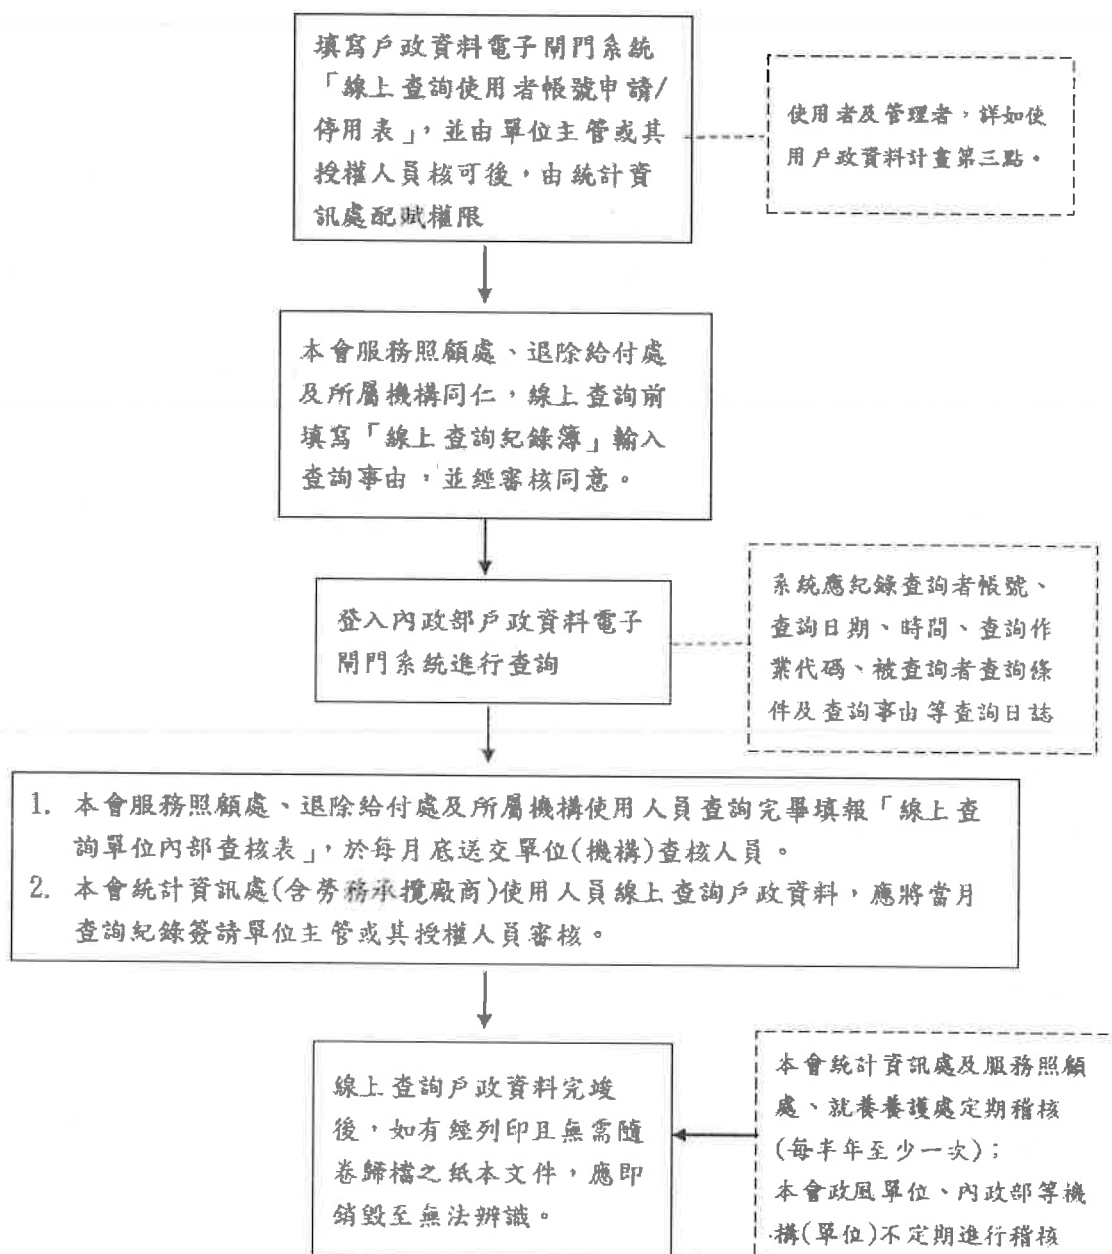 填寫戶政資料電子閘門系統
「線上查詢使用者帳號申請/
停用表」，並由單位主管或其
授權人員核可後，由統計資
訊處配賦權限
使用者及管理者，詳如使
用戶政資料計畫第三點。
本會服務照顧處、退除給付處
及所屬機構同仁，線上查詢前
填寫「線上查詢紀錄簿」輸入
查詢事由，並經審核同意。
登入內政部戶政資料電子
閘門系統進行查詢
系統應紀錄查詢者帳號、
查詢日期、時間、查詢作
業代碼、被查詢者查詢條
件及查詢事由等查詢日誌
1. 本會服務照顧處、退除給付處及所屬機構使用人員查詢完畢填報「線上查
詢單位內部查核表」，於每月底送交單位(機構)查核人員。
2. 本會統計資訊處(含勞務承攬廠商)使用人員線上查詢戶政資料，應將當月
查詢紀錄簽請單位主管或其授權人員審核。
線上查詢戶政資料完竣
後，如有經列印且無需隨
卷歸檔之紙本文件，應即
銷毀至無法辨識。
本會統計資訊處及服務照顧
處、就養養護處定期稽核
(每半年至少一次)；
本會政風單位、內政部等機
構(單位)不定期進行稽核